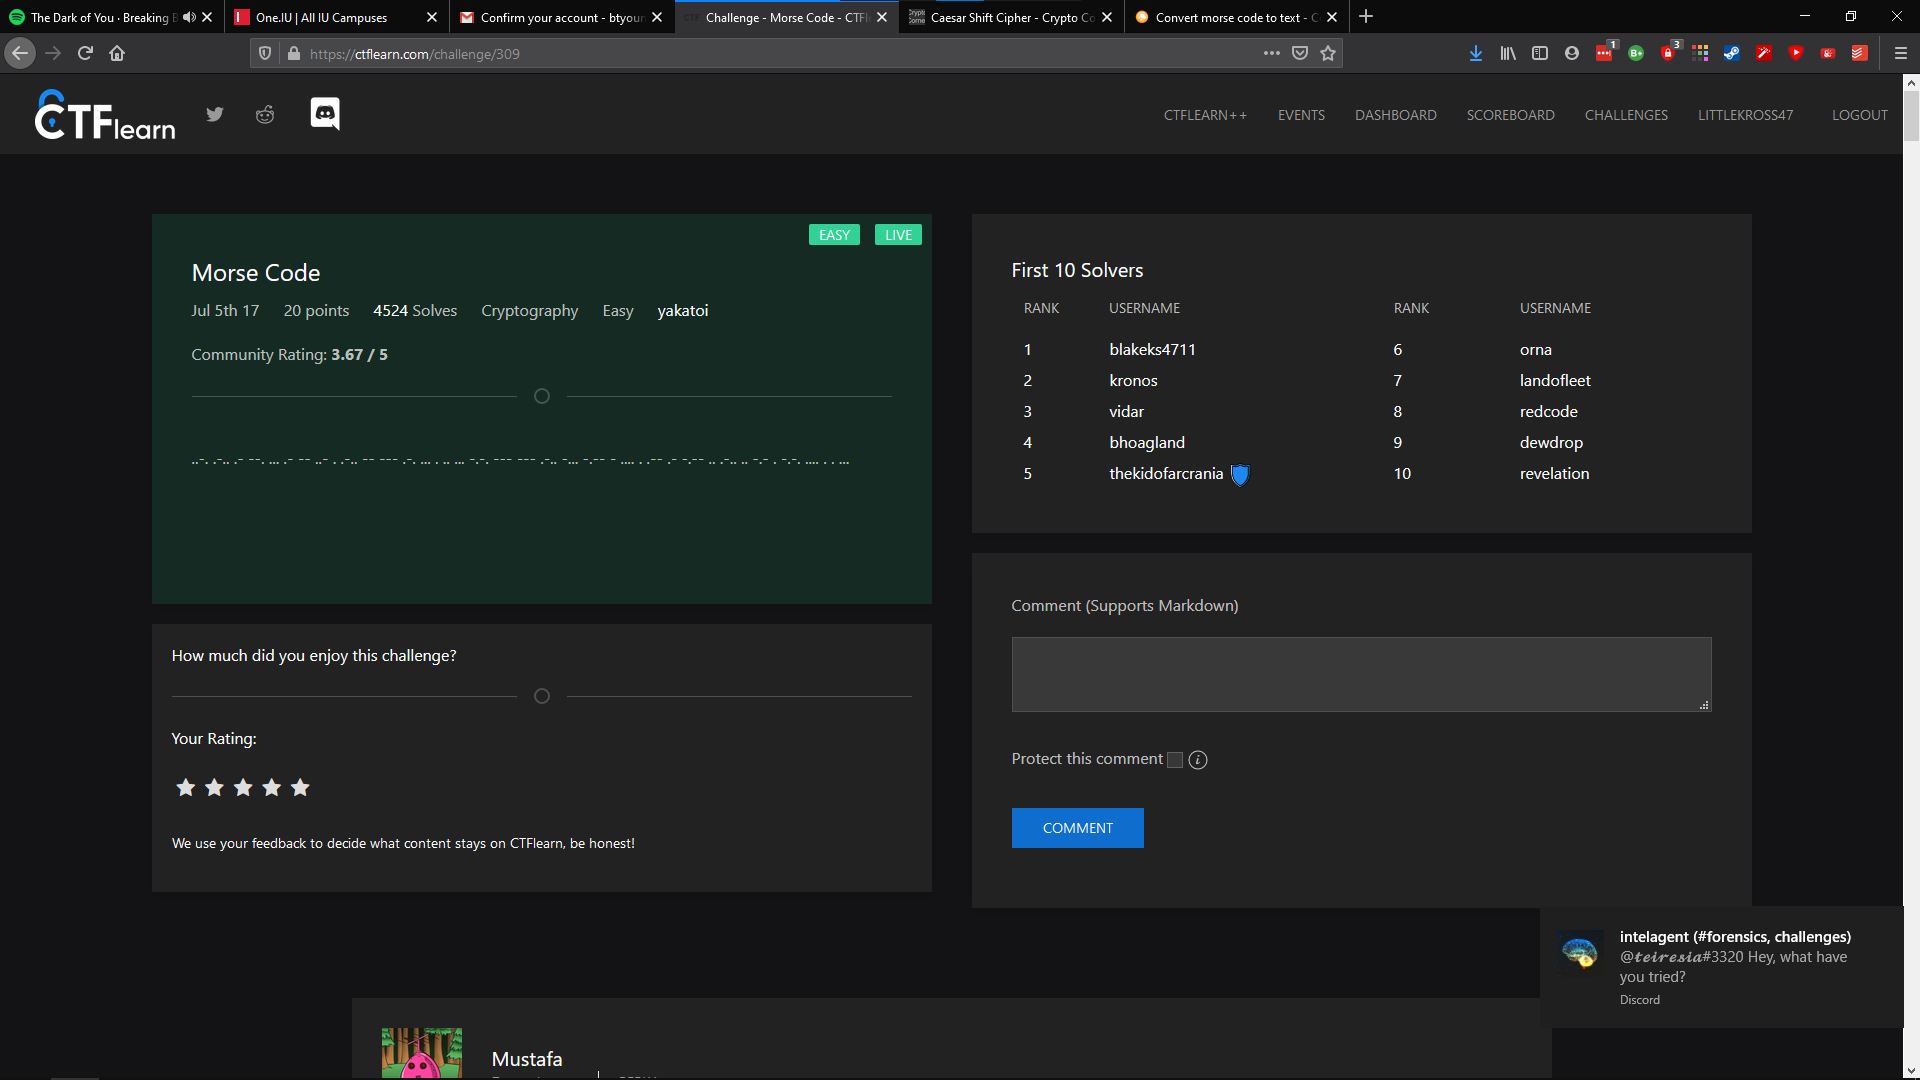 The Dark of You · Breaking B
One.IU | All IU Campuses
Confirm your account - btyoun
Challenge - Morse Code - CTFl
Caesar Shift Cipher - Crypto Co
Convert morse code to text - C
https://ctflearn.com/challenge/309
1
B+
3
CTFlearn
CTFLEARN++
EVENTS
DASHBOARD
SCOREBOARD
CHALLENGES
LITTLEKROSS47
LOGOUT
EASY
LIVE
Morse Code
Jul 5th 17 20 points 4524 Solves Cryptography Easy yakatoi
Community Rating: 3.67 / 5
..-. .-.. .- --. ... .- -- ..- . .-.. -- --- .-. ... . .. ... -.-. --- --- .-.. -... -.-- - .... . .-- .- -.-- .. .-.. .. -.- . -.-. .... . . ...
First 10 Solvers
RANK USERNAME RANK USERNAME
1 blakeks4711 6 orna
2 kronos 7 landofleet
3 vidar 8 redcode
4 bhoagland 9 dewdrop
5 thekidofarcrania 10 revelation
How much did you enjoy this challenge?
Your Rating:
We use your feedback to decide what content stays on CTFlearn, be honest!
Comment (Supports Markdown)
Protect this comment
COMMENT
intelagent (#forensics, challenges)
@𝓽𝓮𝓲𝓻𝓮𝓼𝓲𝓪#3320 Hey, what have
you tried?
Discord
Mustafa